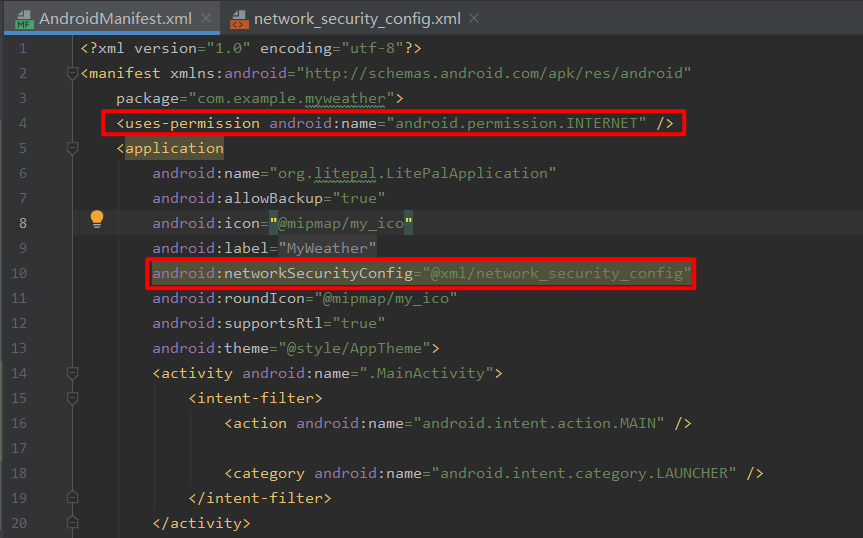 AndroidManifest.xml × network_security_config.xml ×
1 <?xml version="1.0" encoding="utf-8"?>
2 <manifest xmlns:android="http://schemas.android.com/apk/res/android"
3 package="com.example.myweather">
4 <uses-permission android:name="android.permission.INTERNET" />
5 <application
6 android:name="org.litepal.LitePalApplication"
7 android:allowBackup="true"
8 android:icon="@mipmap/my_ico"
9 android:label="MyWeather"
10 android:networkSecurityConfig="@xml/network_security_config"
11 android:roundIcon="@mipmap/my_ico"
12 android:supportsRtl="true"
13 android:theme="@style/AppTheme">
14 <activity android:name=".MainActivity">
15 <intent-filter>
16 <action android:name="android.intent.action.MAIN" />
17
18 <category android:name="android.intent.category.LAUNCHER" />
19 </intent-filter>
20 </activity>